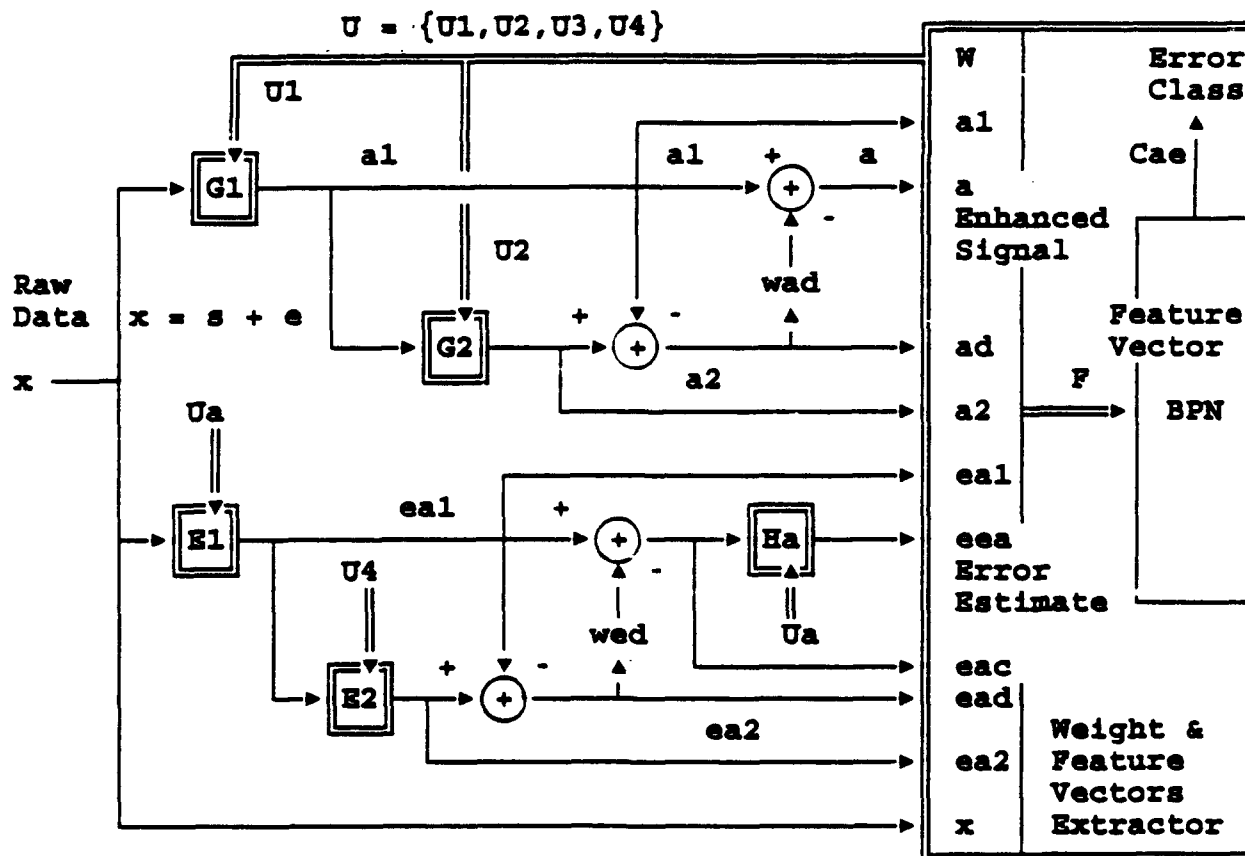 U = {U1,U2,U3,U4}
W
Error
Class
U1
a1
a1
a1
+
a
Cae
G1
+
a
-
Enhanced
Signal
U2
wad
Raw
Data
x = s + e
+
-
Feature
Vector
G2
+
ad
x
a2
F
Ua
a2
BPN
ea1
ea1
+
E1
+
Ha
eea
-
Error
Estimate
U4
wed
Ua
+
-
eac
E2
+
ead
ea2
Weight &
Feature
Vectors
Extractor
ea2
x